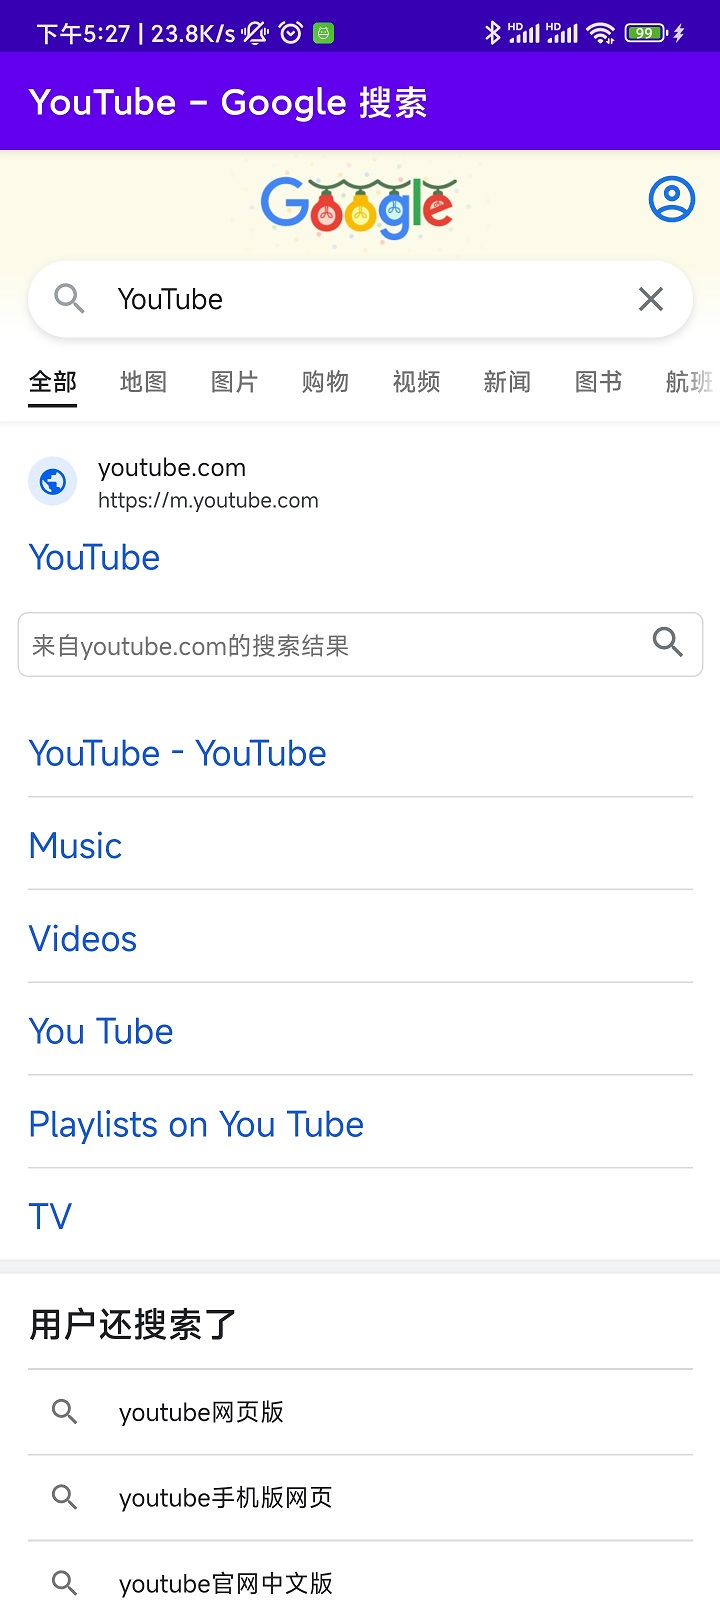 下午5:27 | 23.8K/s
HD HD 99
YouTube – Google 搜索
Google
YouTube
全部 地图 图片 购物 视频 新闻 图书 航班
youtube.com
https://m.youtube.com
YouTube
来自youtube.com的搜索结果
YouTube - YouTube
Music
Videos
You Tube
Playlists on You Tube
TV
用户还搜索了
youtube网页版
youtube手机版网页
youtube官网中文版